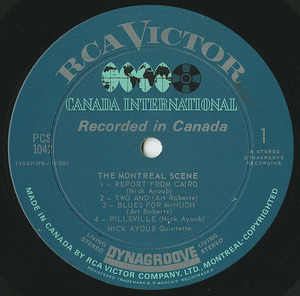 RCA VICTOR
CANADA INTERNATIONAL
Recorded in Canada
PCS
1042
1
A STEREO
DYNAGROOVE
RECORDING
THE MONTREAL SCENE
1 - REPORT FROM CAIRO
(Nick Ayoub)
2 - TWO AND (Art Roberts)
3 - BLUES FOR McHUGH
(Art Roberts)
4 - PILLSVILLE (Nick Ayoub)
NICK AYOUB Quintette
LIVING
STEREO
DYNAGROOVE
LIVING
STEREO
MADE IN CANADA BY RCA VICTOR COMPANY, LTD. MONTREAL-COPYRIGHTED